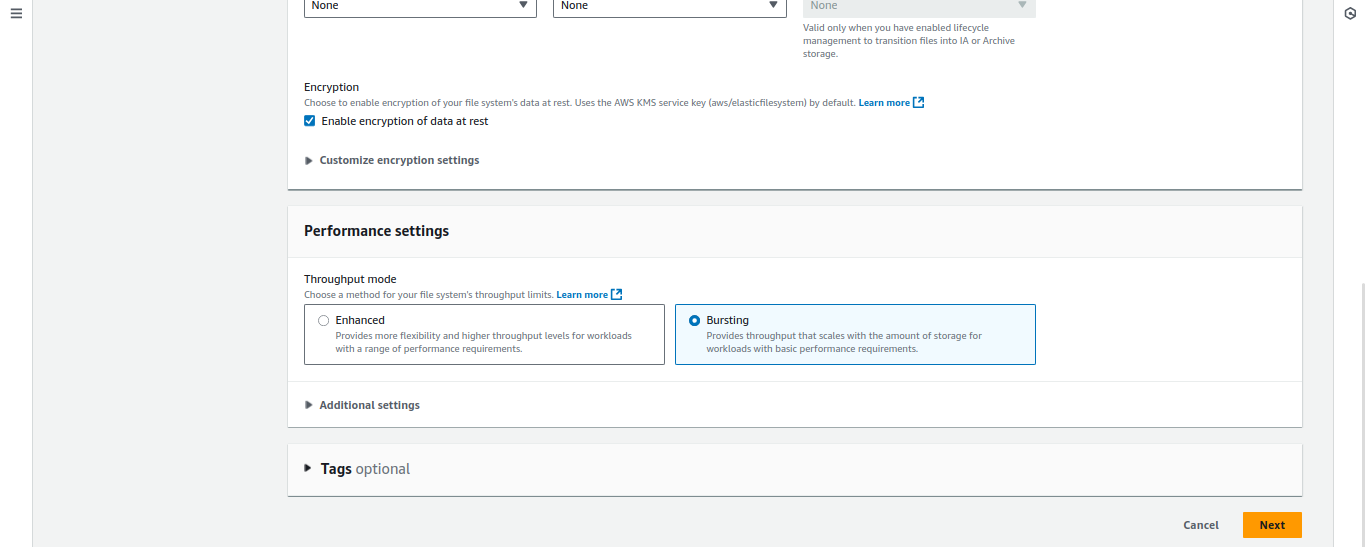 None
None
None
Valid only when you have enabled lifecycle
management to transition files into IA or Archive
storage.
Encryption
Choose to enable encryption of your file system's data at rest. Uses the AWS KMS service key (aws/elasticfilesystem) by default. Learn more
Enable encryption of data at rest
Customize encryption settings
Performance settings
Throughput mode
Choose a method for your file system's throughput limits. Learn more
Enhanced
Provides more flexibility and higher throughput levels for workloads
with a range of performance requirements.
Bursting
Provides throughput that scales with the amount of storage for
workloads with basic performance requirements.
Additional settings
Tags optional
Cancel
Next